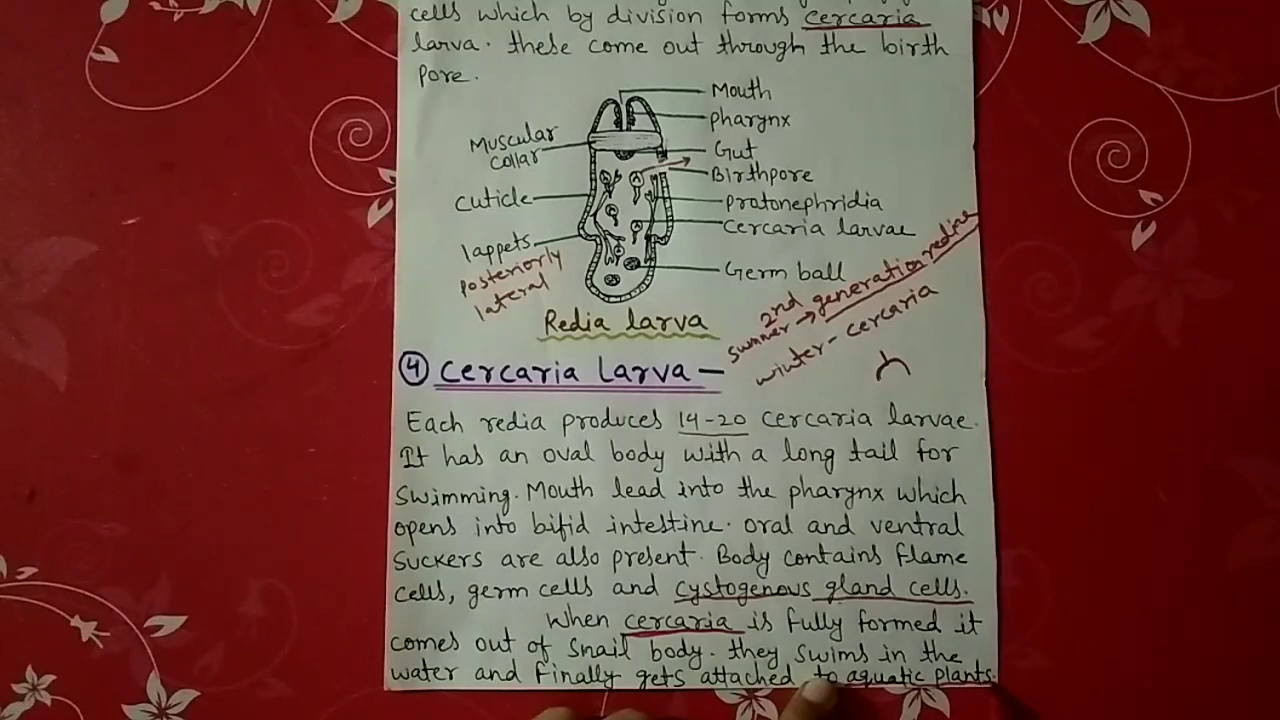 cells which by division forms cercaria
larva. these come out through the birth
pore.
Mouth
pharynx
Muscular
collar
Gut
Birthpore
cuticle
protonephridia
cercaria larvae
lappets
posteriorly
lateral
Germ ball
Redia larva
2nd
summer → generation rediae
winter - cercaria
4 cercaria Larva -
Each redia produces 14-20 cercaria larvae.
It has an oval body with a long tail for
swimming. Mouth lead into the pharynx which
opens into bifid intestine. oral and ventral
suckers are also present. Body contains flame
cells, germ cells and cystogenous gland cells.
When cercaria is fully formed it
comes out of snail body. they swims in the
water and finally gets attached to aquatic plants.